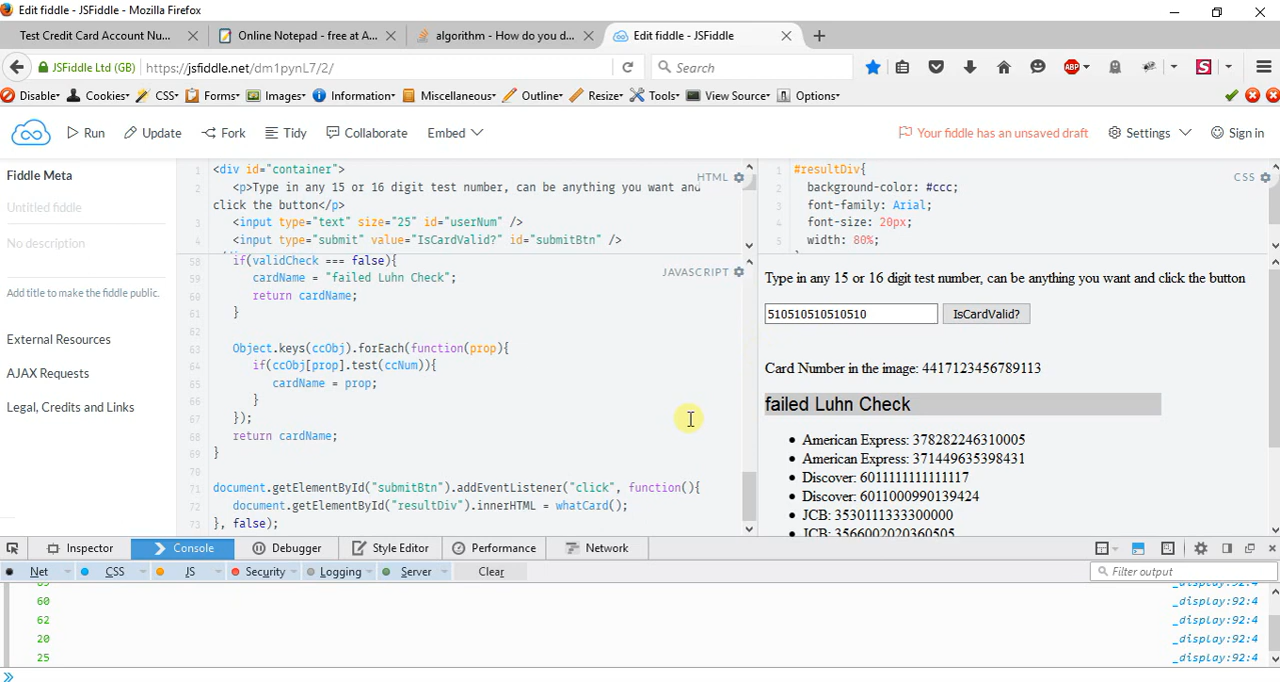 Edit fiddle - JSFiddle - Mozilla Firefox
Test Credit Card Account Nu...
Online Notepad - free at A...
algorithm - How do you d...
Edit fiddle - JSFiddle
JSFiddle Ltd (GB)
https://jsfiddle.net/dm1pynL7/2/
Search
ABP
S
Disable
Cookies
CSS
Forms
Images
Information
Miscellaneous
Outline
Resize
Tools
View Source
Options
Run
Update
Fork
Tidy
Collaborate
Embed
Your fiddle has an unsaved draft
Settings
Sign in
Fiddle Meta
Untitled fiddle
No description
Add title to make the fiddle public.
External Resources
AJAX Requests
Legal, Credits and Links
HTML
1 <div id="container">
2 <p>Type in any 15 or 16 digit test number, can be anything you want and
click the button</p>
3 <input type="text" size="25" id="userNum" />
4 <input type="submit" value="IsCardValid?" id="submitBtn" />
CSS
1 #resultDiv{
2 background-color: #ccc;
3 font-family: Arial;
4 font-size: 20px;
5 width: 80%;
JAVASCRIPT
58 if(validCheck === false){
59 cardName = "failed Luhn Check";
60 return cardName;
61 }
62
63 Object.keys(ccObj).forEach(function(prop){
64 if(ccObj[prop].test(ccNum)){
65 cardName = prop;
66 }
67 });
68 return cardName;
69 }
70
71 document.getElementById("submitBtn").addEventListener("click", function(){
72 document.getElementById("resultDiv").innerHTML = whatCard();
73 }, false);
Type in any 15 or 16 digit test number, can be anything you want and click the button
510510510510510
IsCardValid?
Card Number in the image: 4417123456789113
failed Luhn Check
American Express: 378282246310005
American Express: 371449635398431
Discover: 6011111111111117
Discover: 6011000990139424
JCB: 3530111333300000
JCB: 3566002020360505
Inspector
Console
Debugger
Style Editor
Performance
Network
Net
CSS
JS
Security
Logging
Server
Clear
Filter output
_display:92:4
60 _display:92:4
62 _display:92:4
20 _display:92:4
25 _display:92:4